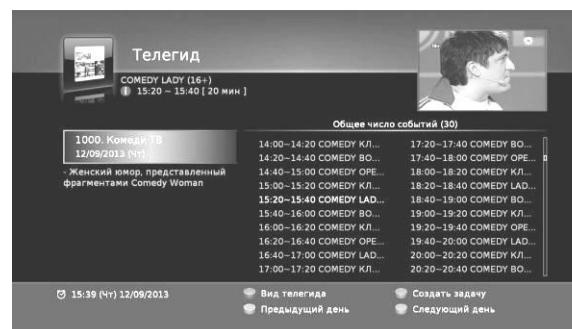 Телегид
COMEDY LADY (16+)
15:20 ~ 15:40 [ 20 мин ]
Общее число событий (30)
1000. Комеди ТВ
12/09/2013 (Чт)
- Женский юмор, представленный
фрагментами Comedy Woman
14:00~14:20 COMEDY КЛ...
14:20~14:40 COMEDY ВО...
14:40~15:00 COMEDY OPE...
15:00~15:20 COMEDY КЛ...
15:20~15:40 COMEDY LAD...
15:40~16:00 COMEDY ВО...
16:00~16:20 COMEDY КЛ...
16:20~16:40 COMEDY OPE...
16:40~17:00 COMEDY LAD...
17:00~17:20 COMEDY КЛ...
17:20~17:40 COMEDY ВО...
17:40~18:00 COMEDY OPE...
18:00~18:20 COMEDY КЛ...
18:20~18:40 COMEDY LAD...
18:40~19:00 COMEDY ВО...
19:00~19:20 COMEDY КЛ...
19:20~19:40 COMEDY OPE...
19:40~20:00 COMEDY LAD...
20:00~20:20 COMEDY КЛ...
20:20~20:40 COMEDY ВО...
15:39 (Чт) 12/09/2013
Вид телегида
Создать задачу
Предыдущий день
Следующий день